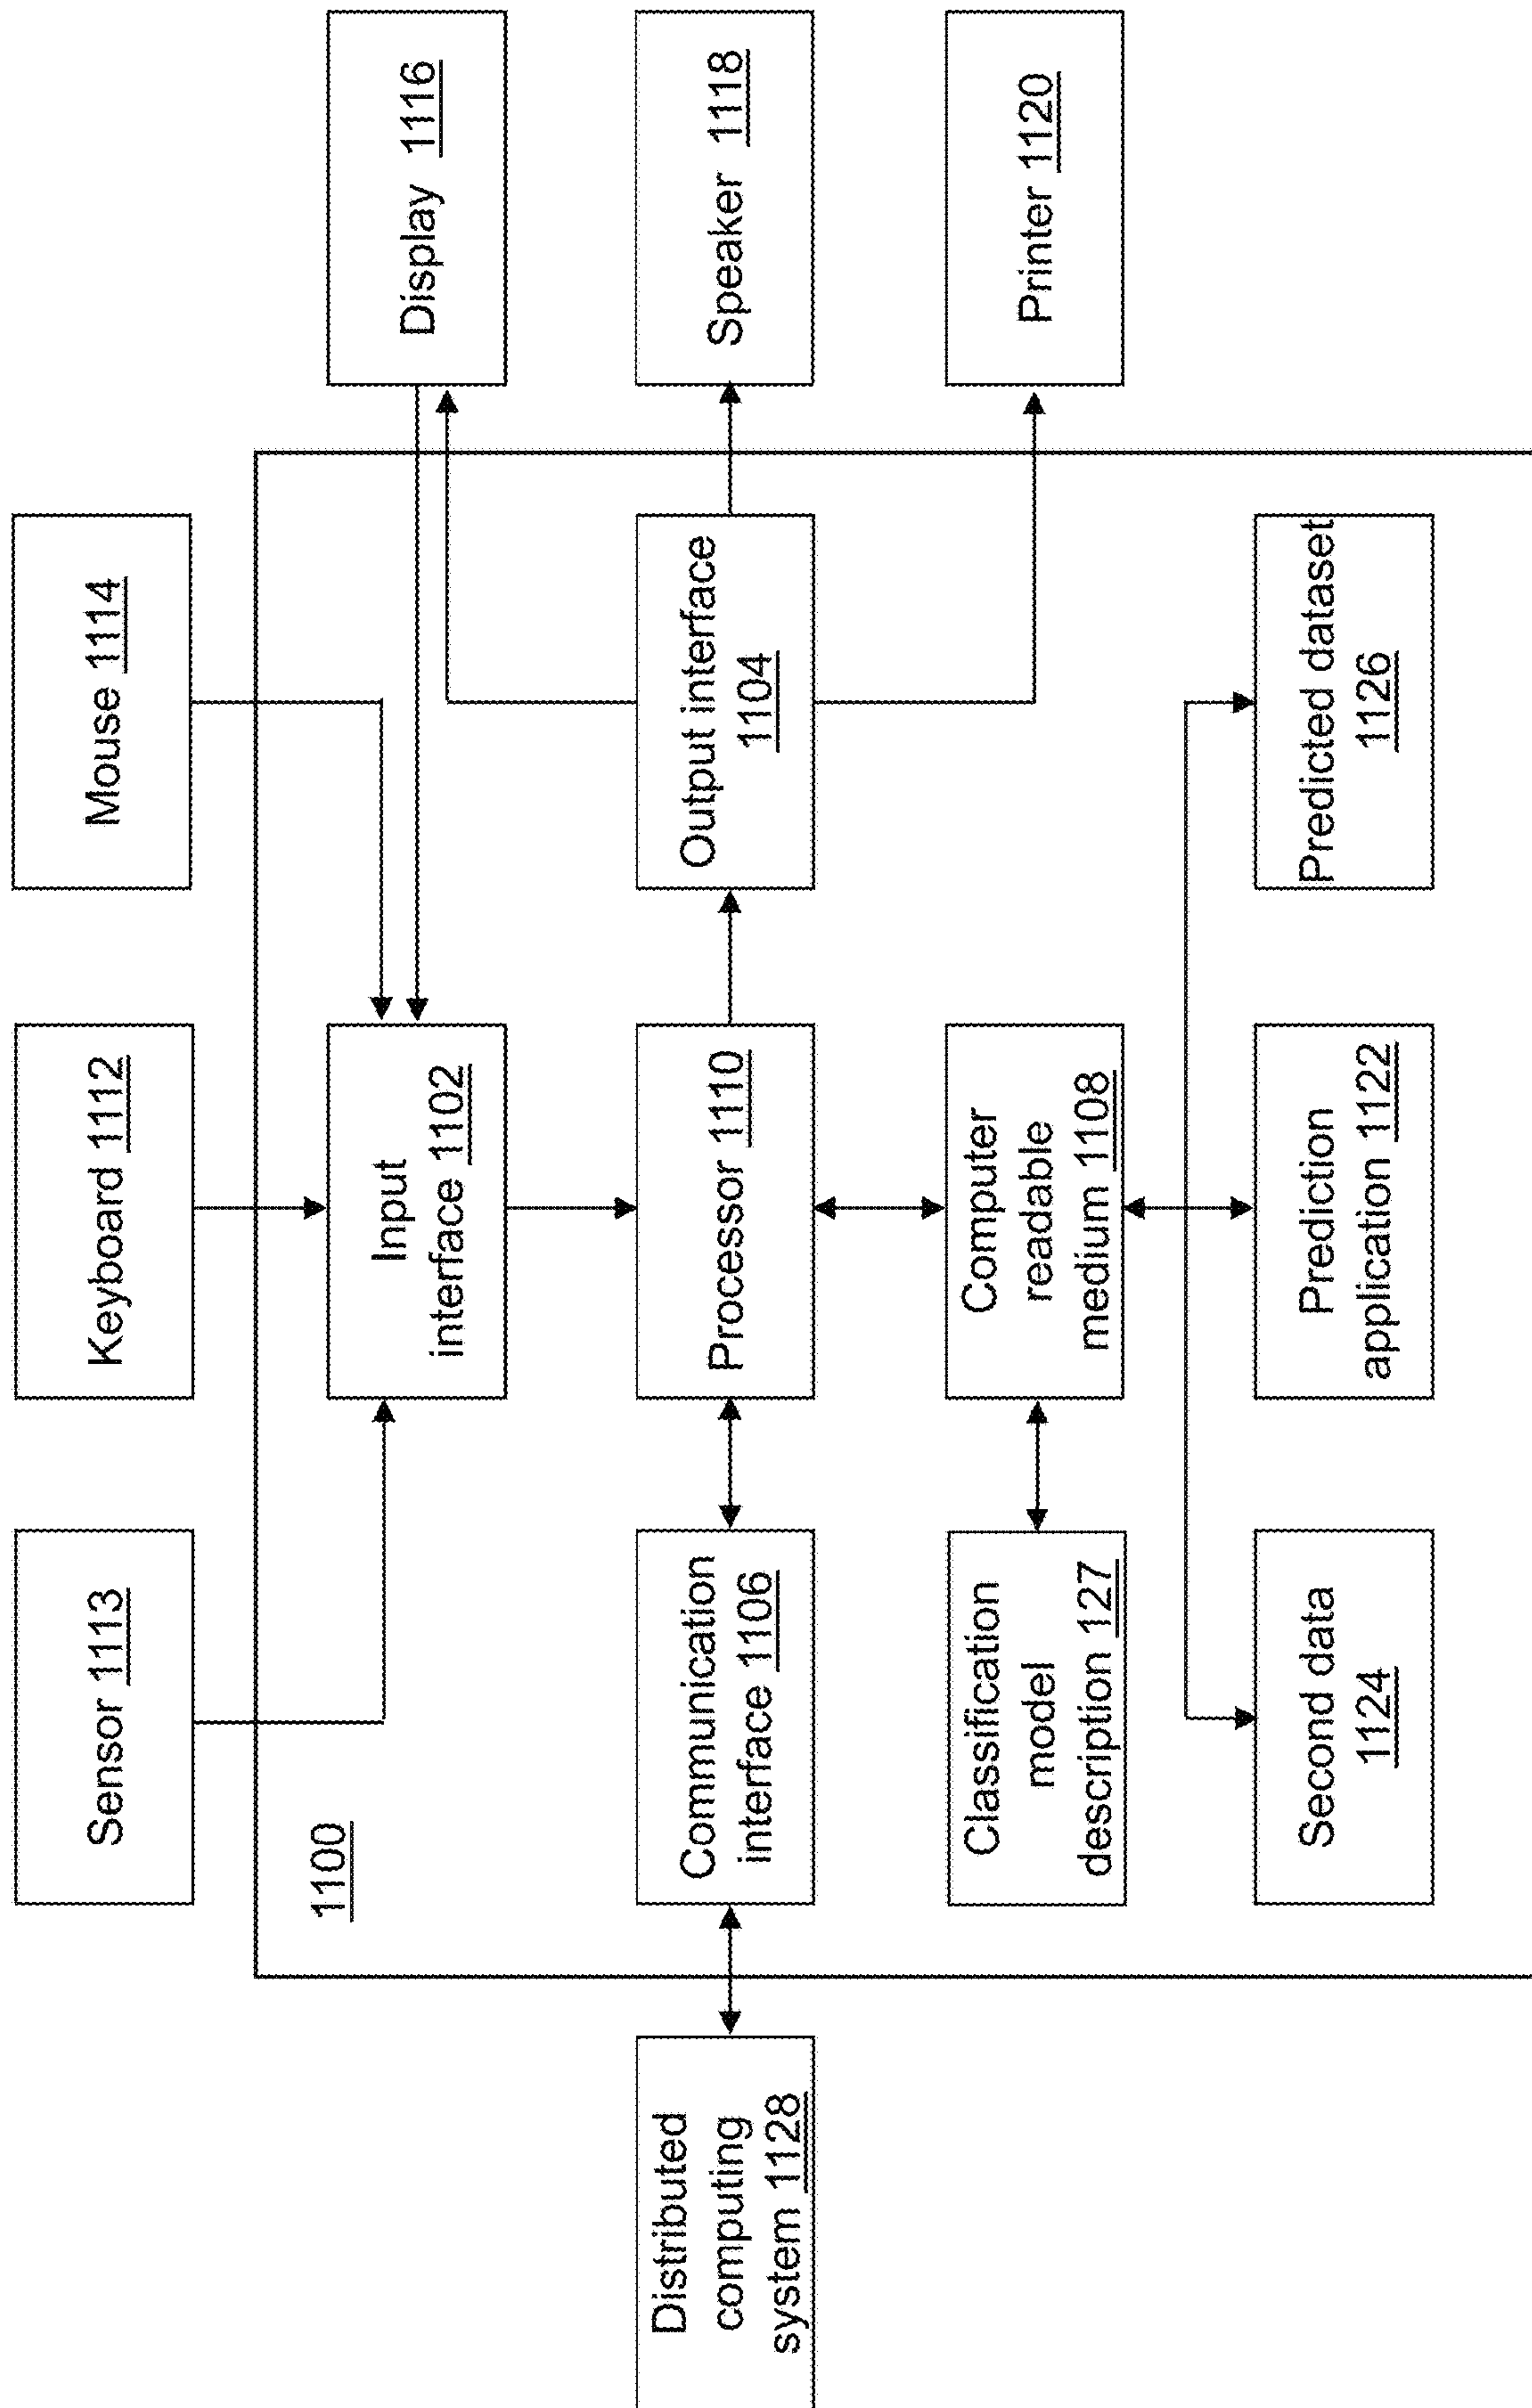 Sensor 1113
Keyboard 1112
Mouse 1114
1100
Input
interface 1102
Display 1116
Distributed
computing
system 1128
Communication
interface 1106
Processor 1110
Output interface
1104
Speaker 1118
Classification
model
description 127
Computer
readable
medium 1108
Printer 1120
Second data
1124
Prediction
application 1122
Predicted dataset
1126